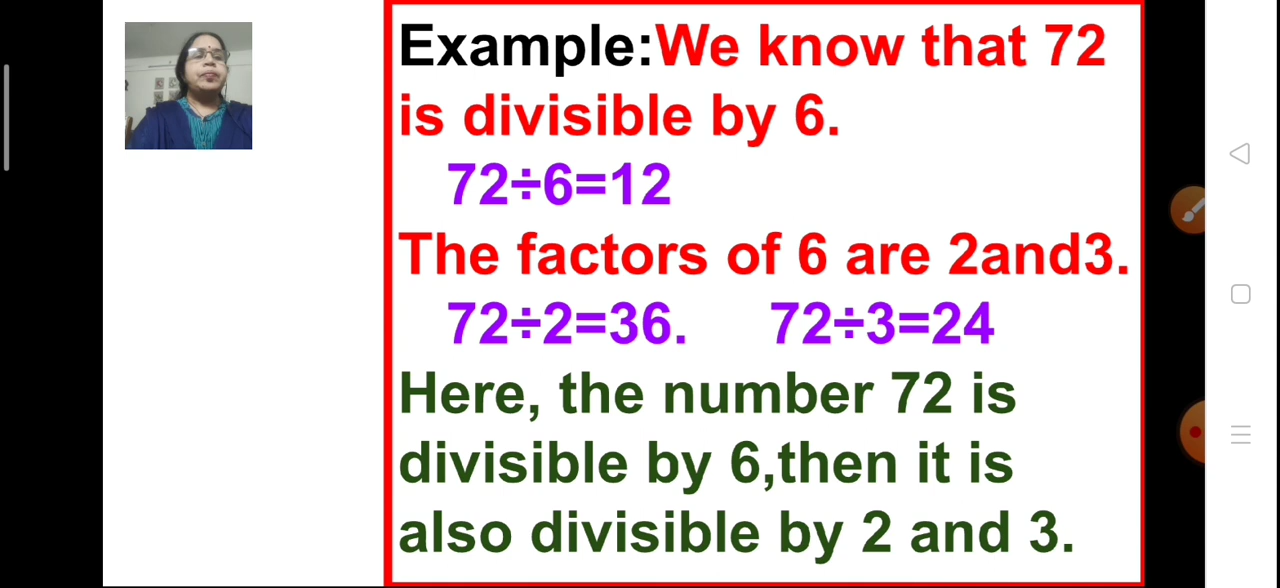 Example:We know that 72
is divisible by 6.
72÷6=12
The factors of 6 are 2and3.
72÷2=36. 72÷3=24
Here, the number 72 is
divisible by 6,then it is
also divisible by 2 and 3.